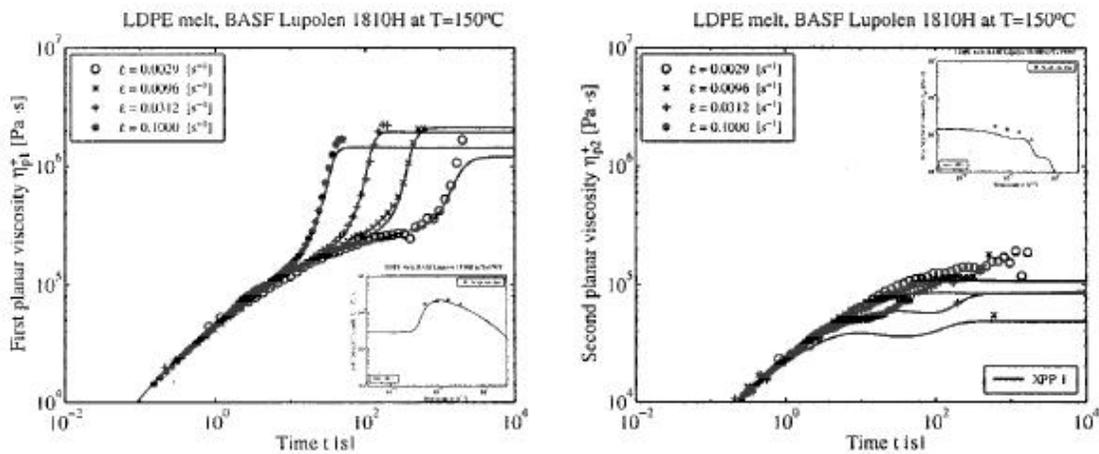 LDPE melt, BASF Lupolen 1810H at T=150ºC
First planar viscosity η⁺p1 [Pa ·s]
10⁷
10⁶
10⁵
10⁴
ε̇ = 0.0029 [s⁻¹]
ε̇ = 0.0096 [s⁻¹]
ε̇ = 0.0312 [s⁻¹]
ε̇ = 0.1000 [s⁻¹]
10⁻² 10⁰ 10² 10⁴
Time t [s]
LDPE melt, BASF Lupolen 1810H at T=150ºC
Second planar viscosity η⁺p2 [Pa ·s]
10⁷
10⁶
10⁵
10⁴
ε̇ = 0.0029 [s⁻¹]
ε̇ = 0.0096 [s⁻¹]
ε̇ = 0.0312 [s⁻¹]
ε̇ = 0.1000 [s⁻¹]
XPP
10⁻² 10⁰ 10² 10⁴
Time t [s]